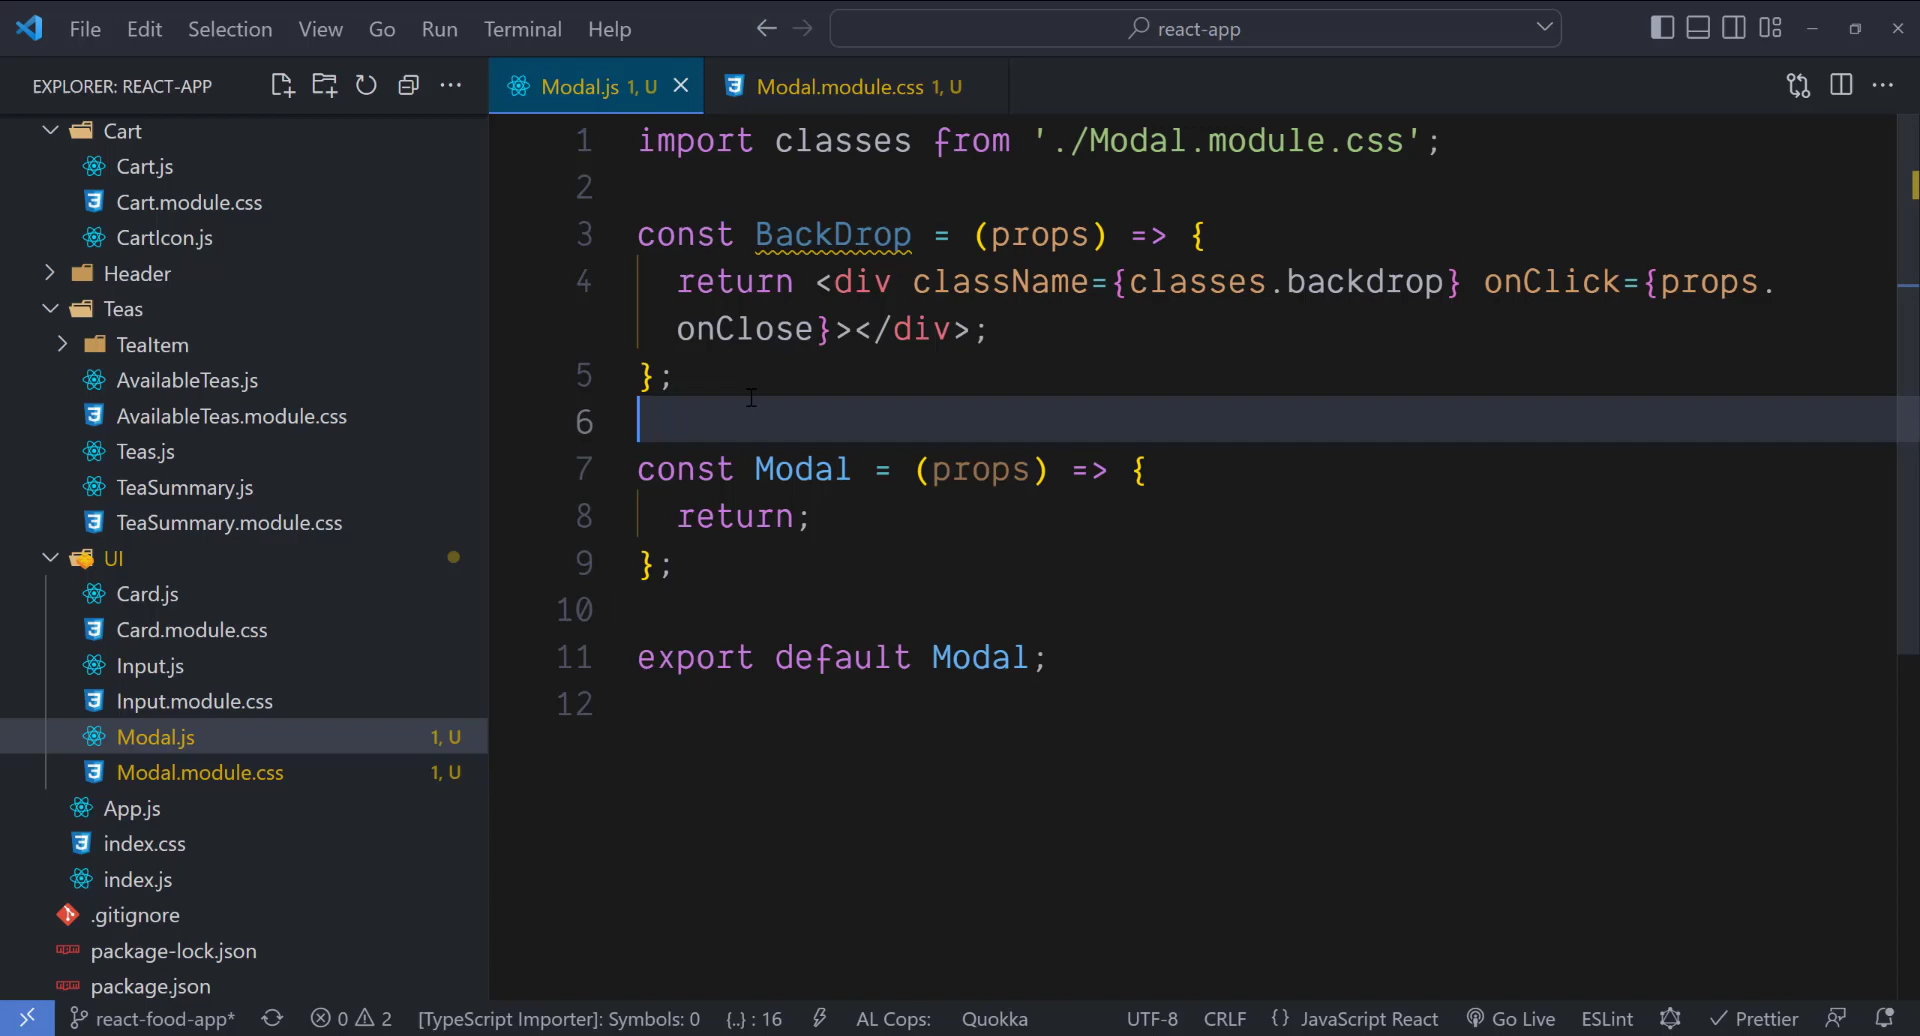 File Edit Selection View Go Run Terminal Help react-app
EXPLORER: REACT-APP
Modal.js 1, U Modal.module.css 1, U
Cart
Cart.js
Cart.module.css
CartIcon.js
Header
Teas
TeaItem
AvailableTeas.js
AvailableTeas.module.css
Teas.js
TeaSummary.js
TeaSummary.module.css
UI
Card.js
Card.module.css
Input.js
Input.module.css
Modal.js 1, U
Modal.module.css 1, U
App.js
index.css
index.js
.gitignore
package-lock.json
package.json
1 import classes from './Modal.module.css';
2
3 const BackDrop = (props) => {
4 return <div className={classes.backdrop} onClick={props.
onClose}></div>;
5 };
6
7 const Modal = (props) => {
8 return;
9 };
10
11 export default Modal;
12
react-food-app* 0 2 [TypeScript Importer]: Symbols: 0 {..} : 16 AL Cops: Quokka UTF-8 CRLF {} JavaScript React Go Live ESLint Prettier